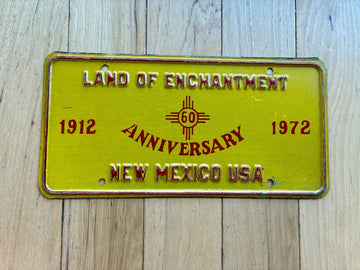 LAND OF ENCHANTMENT
60
1912 ANNIVERSARY 1972
NEW MEXICO USA